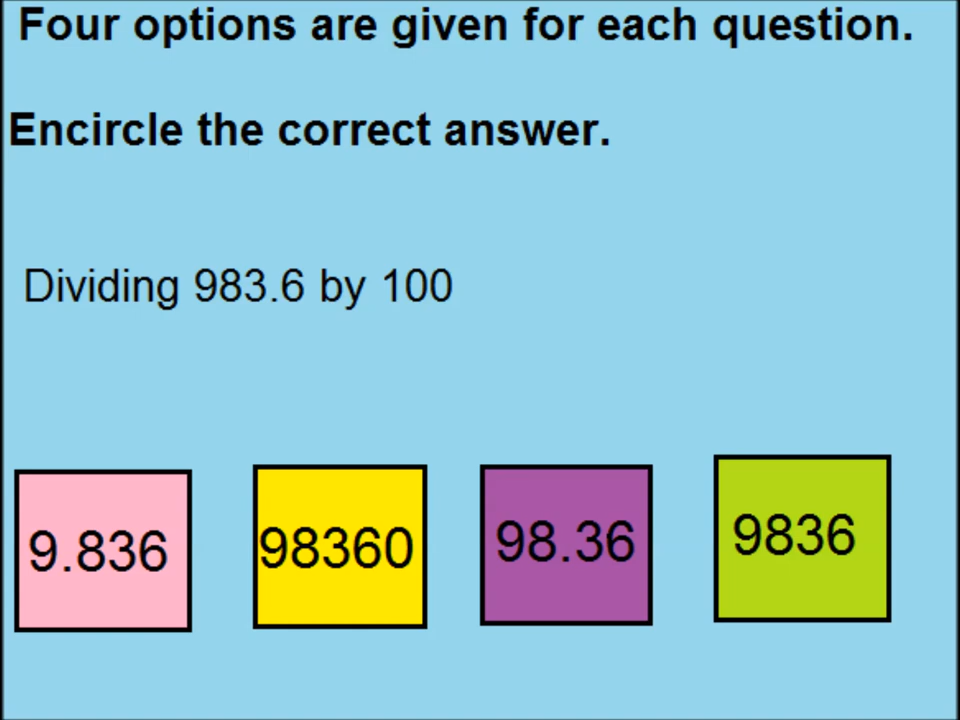 Four options are given for each question.
Encircle the correct answer.
Dividing 983.6 by 100
9.836 98360 98.36 9836